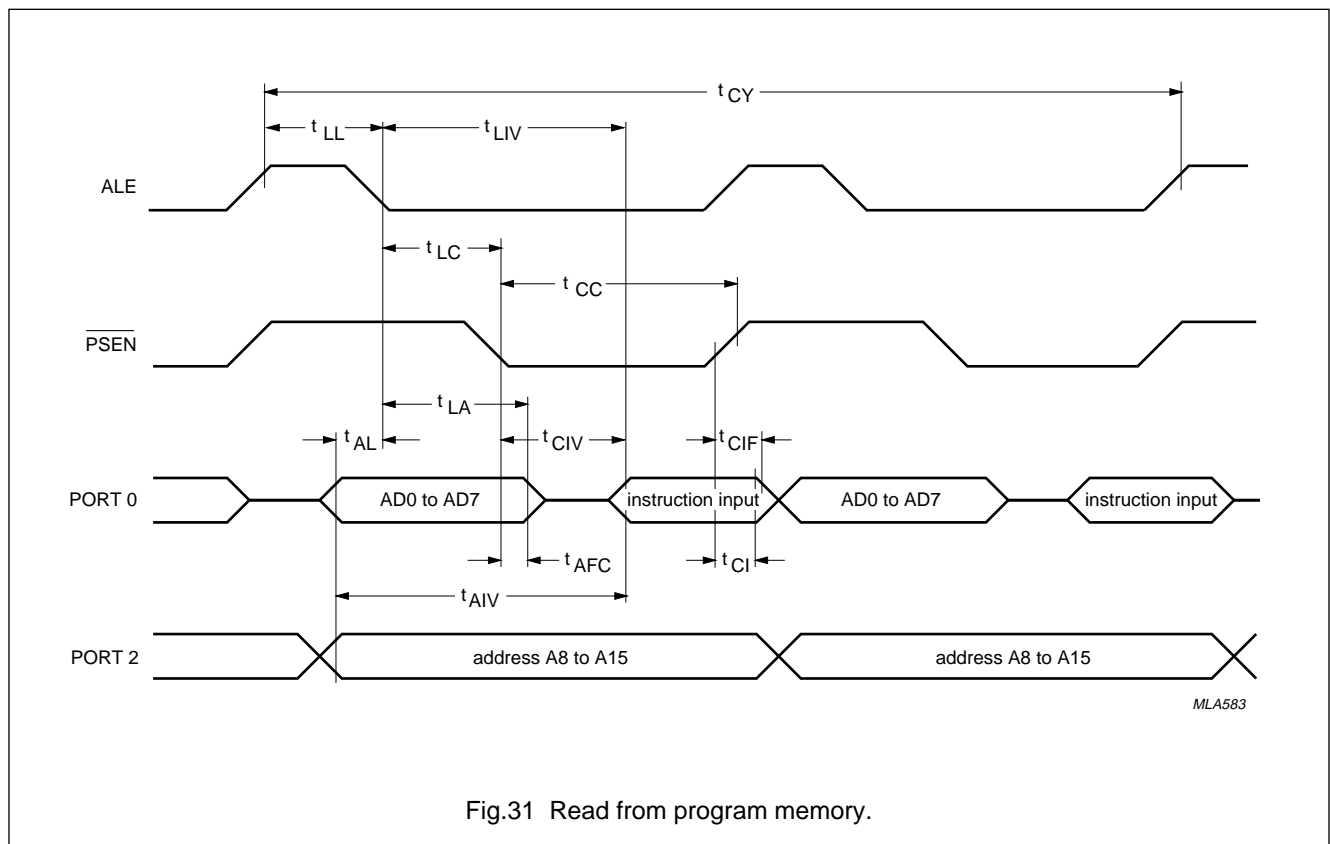 t CY
t LL
t LIV
ALE
t LC
t CC
PSEN
t LA
t AL
t CIV
t CIF
PORT 0
AD0 to AD7
instruction input
AD0 to AD7
instruction input
t AFC
t CI
t AIV
PORT 2
address A8 to A15
address A8 to A15
MLA583
Fig.31 Read from program memory.